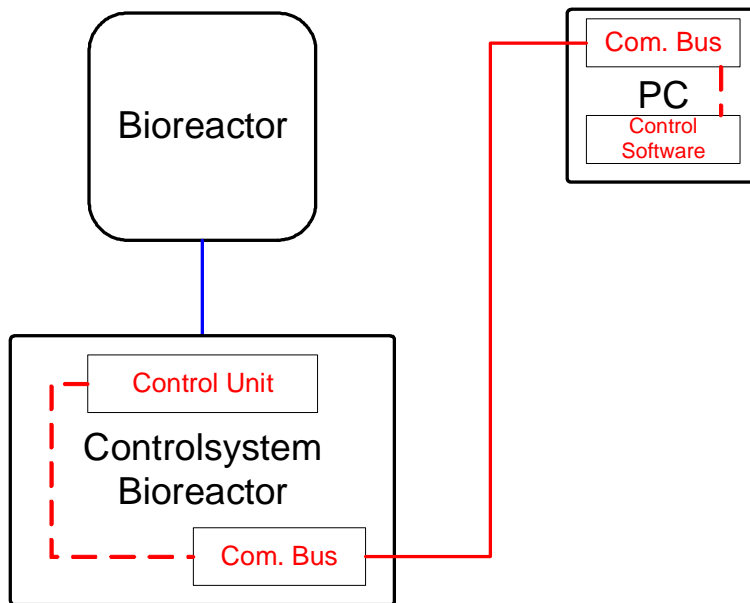 Bioreactor
Com. Bus
PC
Control
Software
Control Unit
Controlsystem
Bioreactor
Com. Bus